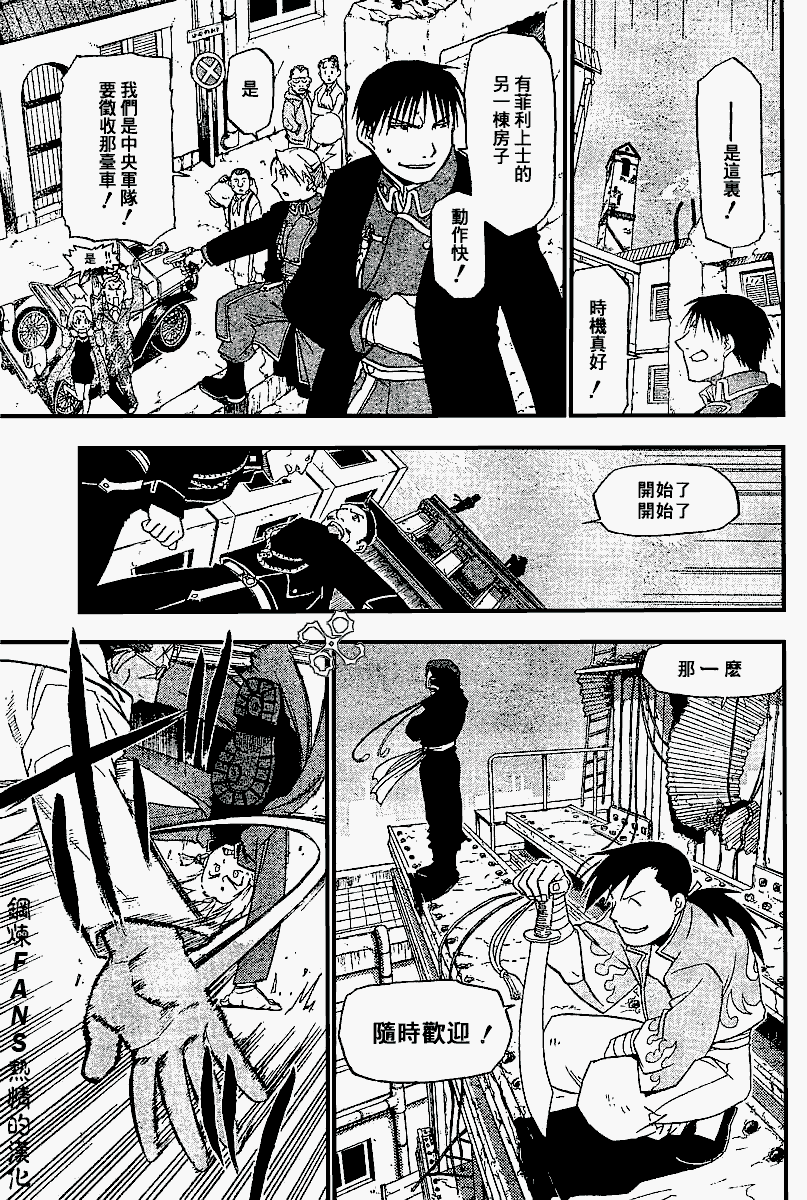 ——是這裏！
時機真好！
有菲利上士的
另一棟房子
動作快！
是
我們是中央軍隊！
要徵收那臺車！
是!!
開始了
開始了
那一麽
隨時歡迎！
鋼煉FANS熱情的漢化